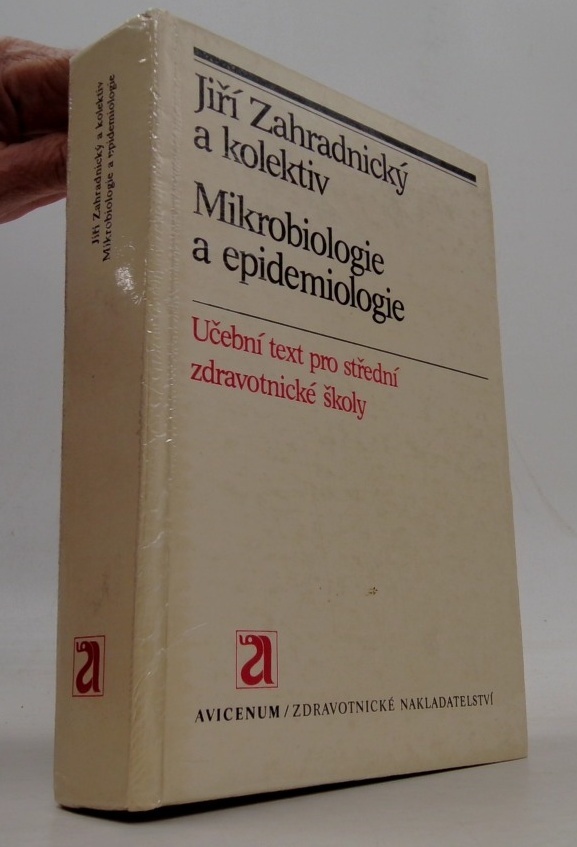 Jiří Zahradnický a kolektiv
Mikrobiologie a epidemiologie
Jiří Zahradnický
a kolektiv
Mikrobiologie
a epidemiologie
Učební text pro střední
zdravotnické školy
a
a
AVICENUM/ZDRAVOTNICKÉ NAKLADATELSTVÍ